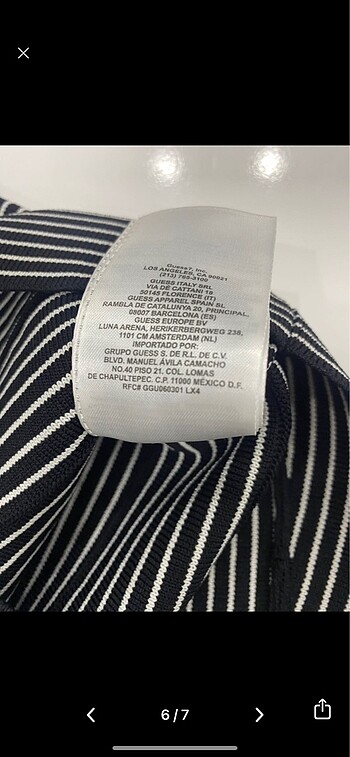 Guess?, Inc.
LOS ANGELES, CA 90021
(213) 765-3100
GUESS ITALY SRL
VIA DE CATTANI 18
50145 FLORENCE (IT)
GUESS APPAREL SPAIN SL
RAMBLA DE CATALUNYA 20, PRINCIPAL,
08007 BARCELONA (ES)
GUESS EUROPE BV
LUNA ARENA, HERIKERBERGWEG 238,
1101 CM AMSTERDAM (NL)
IMPORTADO POR:
GRUPO GUESS S. DE R.L. DE C.V.
BLVD. MANUEL ÁVILA CAMACHO
NO.40 PISO 21. COL. LOMAS
DE CHAPULTEPEC. C.P. 11000 MÉXICO D.F.
RFC# GGU060301 LX4
6/7